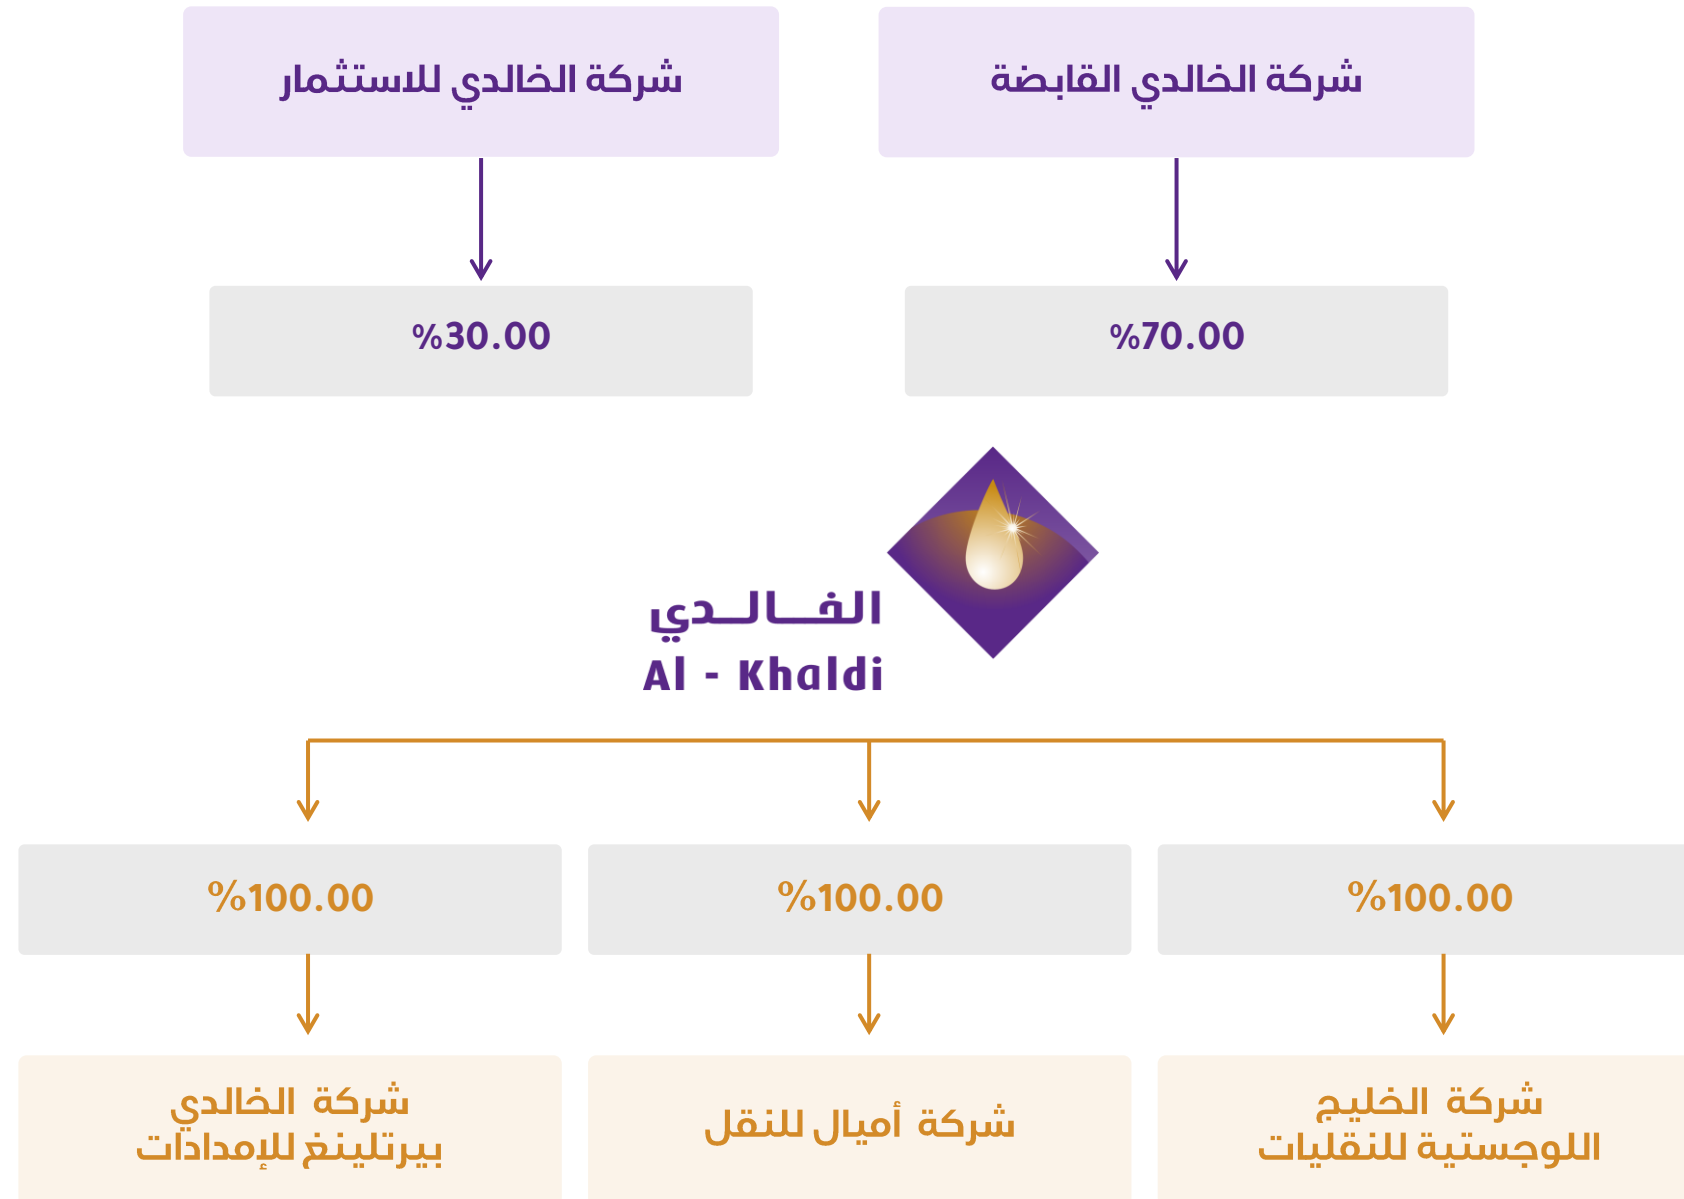 شركة الخالدي القابضة
شركة الخالدي للاستثمار
%70.00
%30.00
الخالدي
Al - Khaldi
%100.00
%100.00
%100.00
شركة الخليج
اللوجستية للنقليات
شركة أميال للنقل
شركة الخالدي
بيرتلينغ للإمدادات